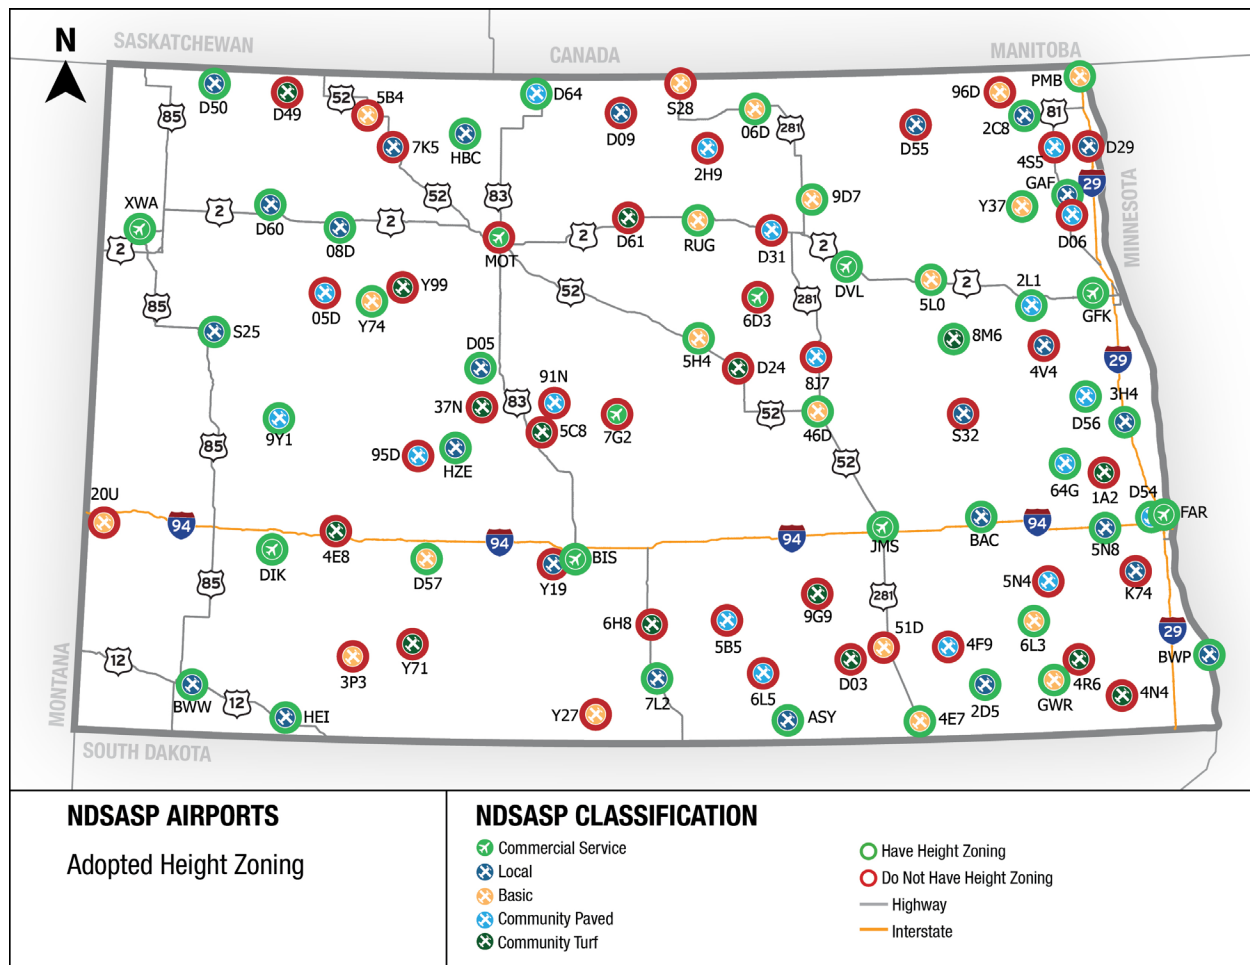 SASKATCHEWAN
CANADA
MANITOBA
N
PMB
D50
D49
52
5B4
D64
S28
06D
96D
2C8
81
85
7K5
HBC
D09
281
2H9
D55
4S5
D29
GAF
29
XWA
2
D60
08D
2
52
83
MOT
2
D61
RUG
D31
9D7
2
Y37
D06
MINNESOTA
2
85
05D
Y74
Y99
52
6D3
281
DVL
5L0
2
2L1
GFK
S25
D05
5H4
D24
8J7
8M6
4V4
29
9Y1
37N
83
91N
5C8
7G2
52
46D
S32
D56
3H4
85
95D
HZE
52
64G
1A2
D54
FAR
20U
94
4E8
94
94
JMS
BAC
94
5N8
DIK
D57
Y19
BIS
85
6H8
5B5
9G9
281
5N4
K74
MONTANA
12
3P3
Y71
D03
51D
4F9
6L3
29
BWP
BWW
12
HEI
Y27
7L2
6L5
ASY
4E7
2D5
GWR
4R6
4N4
SOUTH DAKOTA
NDSASP AIRPORTS
Adopted Height Zoning
NDSASP CLASSIFICATION
Commercial Service
Local
Basic
Community Paved
Community Turf
Have Height Zoning
Do Not Have Height Zoning
Highway
Interstate